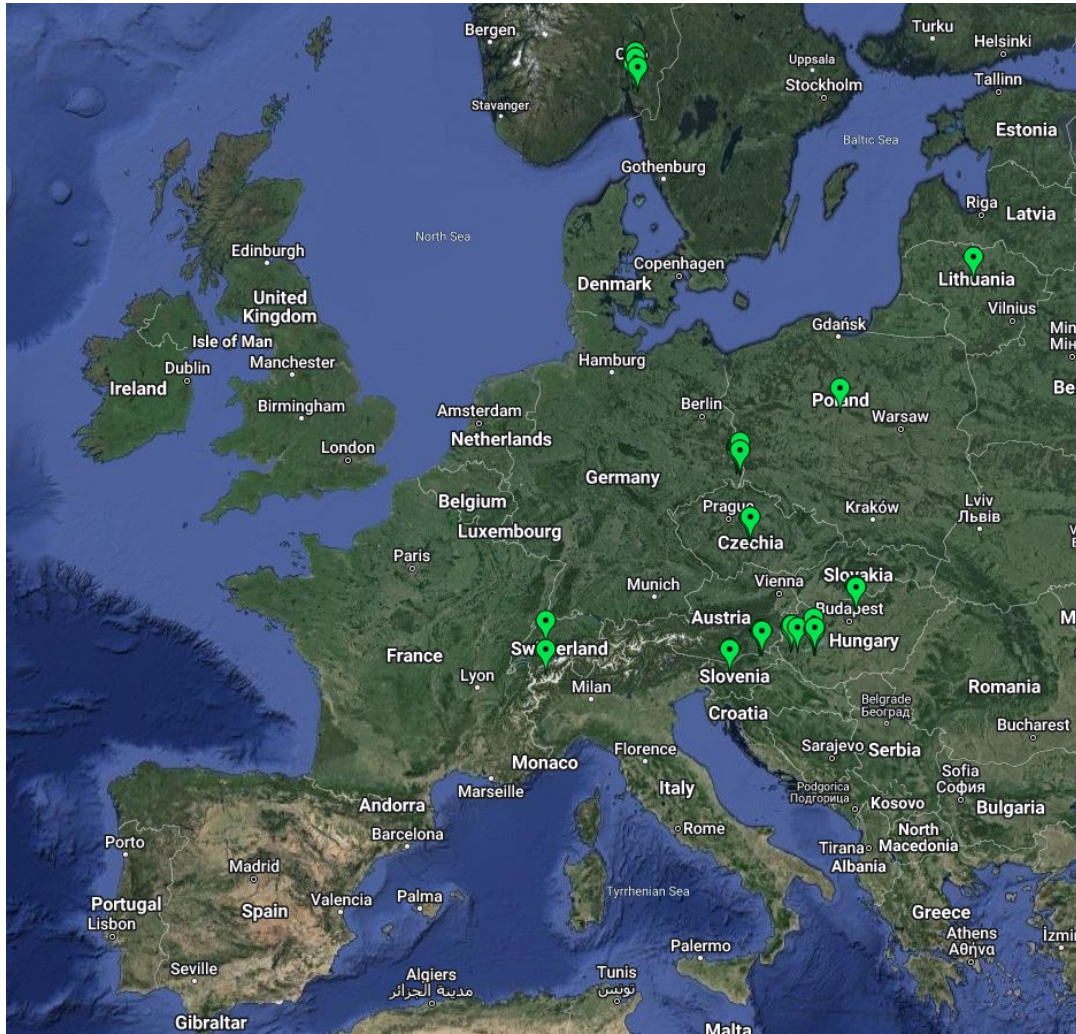 Turku
Bergen
Helsinki
Uppsala
Stockholm
Tallinn
Stavanger
Estonia
Baltic Sea
Gothenburg
Riga
Latvia
North Sea
Edinburgh
Copenhagen
Denmark
Lithuania
United
Kingdom
Vilnius
Gdańsk
Isle of Man
Hamburg
Dublin
Manchester
Ireland
Poland
Berlin
Birmingham
Amsterdam
Warsaw
Netherlands
London
Germany
Belgium
Prague
Kraków
Lviv
Львів
Luxembourg
Czechia
Paris
Munich
Vienna
Slovakia
Budapest
Austria
Hungary
France
Switzerland
Lyon
Slovenia
Milan
Romania
Belgrade
Београд
Croatia
Bucharest
Florence
Sarajevo
Serbia
Monaco
Marseille
Italy
Sofia
София
Podgorica
Подгорица
Andorra
Kosovo
Bulgaria
Barcelona
Rome
North
Macedonia
Porto
Tirana
Albania
Madrid
Palma
Tyrrhenian Sea
Valencia
Portugal
Spain
Lisbon
Greece
Athens
Αθήνα
Palermo
Seville
Algiers
مدينة الجزائر
Tunis
تونس
Gibraltar
Malta